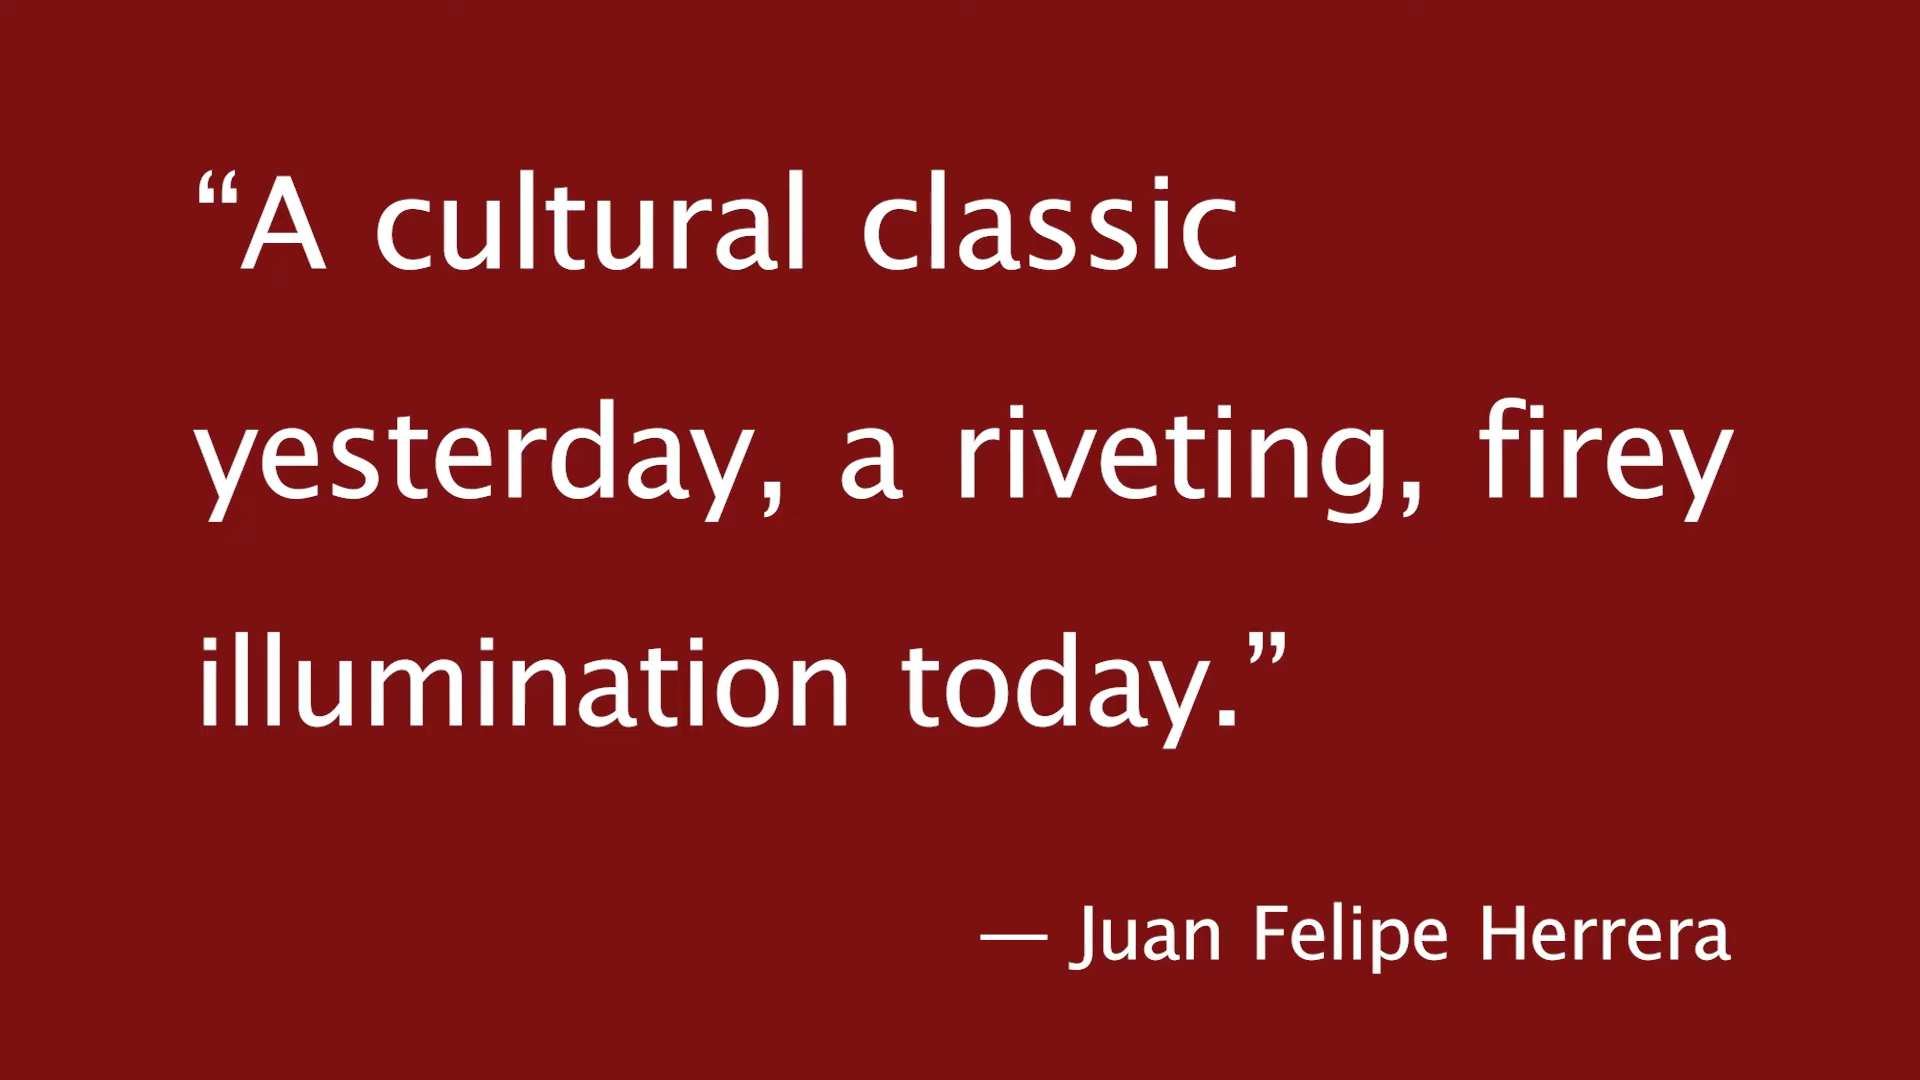 “A cultural classic
yesterday, a riveting, firey
illumination today.”
— Juan Felipe Herrera